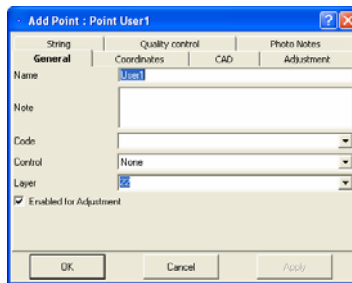 Add Point : Point User1
String Quality control Photo Notes
General Coordinates CAD Adjustment
Name User1
Note
Code
Control None
Layer 22
Enabled for Adjustment
OK Cancel Apply